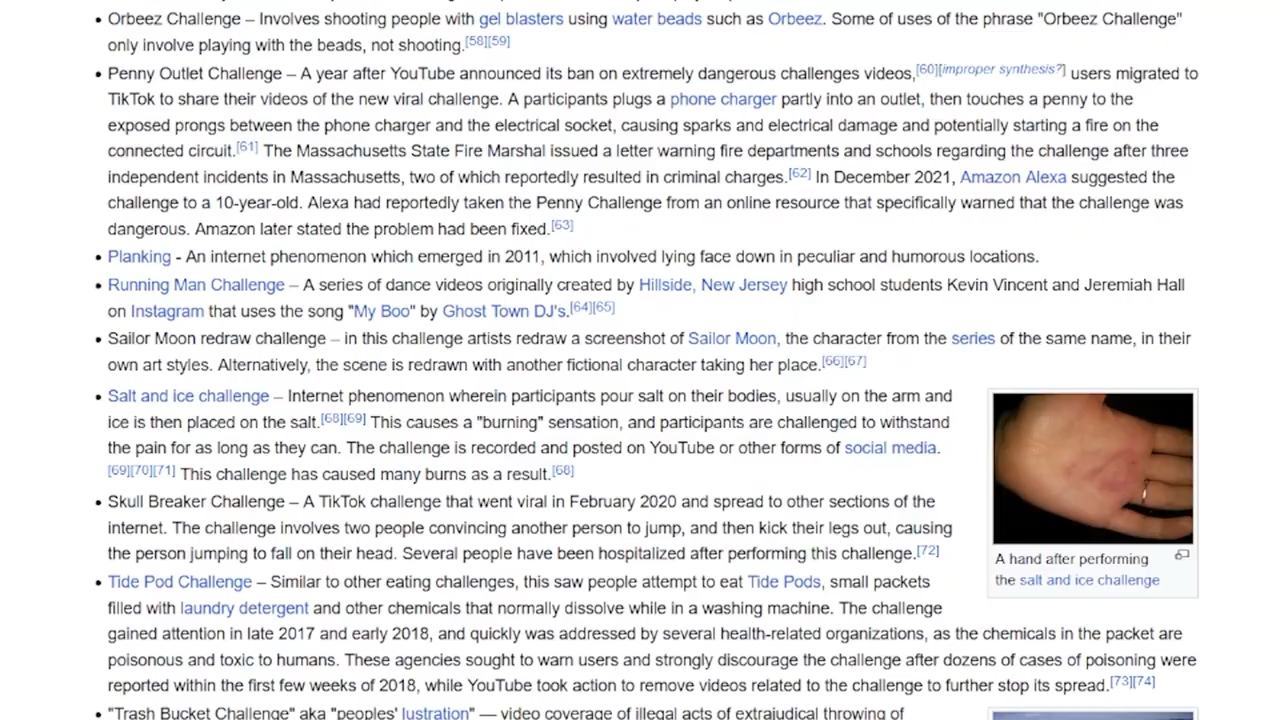 • Orbeez Challenge – Involves shooting people with gel blasters using water beads such as Orbeez. Some of uses of the phrase "Orbeez Challenge"
only involve playing with the beads, not shooting.[58][59]
• Penny Outlet Challenge – A year after YouTube announced its ban on extremely dangerous challenges videos,[60][improper synthesis?] users migrated to
TikTok to share their videos of the new viral challenge. A participants plugs a phone charger partly into an outlet, then touches a penny to the
exposed prongs between the phone charger and the electrical socket, causing sparks and electrical damage and potentially starting a fire on the
connected circuit.[61] The Massachusetts State Fire Marshal issued a letter warning fire departments and schools regarding the challenge after three
independent incidents in Massachusetts, two of which reportedly resulted in criminal charges.[62] In December 2021, Amazon Alexa suggested the
challenge to a 10-year-old. Alexa had reportedly taken the Penny Challenge from an online resource that specifically warned that the challenge was
dangerous. Amazon later stated the problem had been fixed.[63]
• Planking - An internet phenomenon which emerged in 2011, which involved lying face down in peculiar and humorous locations.
• Running Man Challenge – A series of dance videos originally created by Hillside, New Jersey high school students Kevin Vincent and Jeremiah Hall
on Instagram that uses the song "My Boo" by Ghost Town DJ's.[64][65]
• Sailor Moon redraw challenge – in this challenge artists redraw a screenshot of Sailor Moon, the character from the series of the same name, in their
own art styles. Alternatively, the scene is redrawn with another fictional character taking her place.[66][67]
• Salt and ice challenge – Internet phenomenon wherein participants pour salt on their bodies, usually on the arm and
ice is then placed on the salt.[68][69] This causes a "burning" sensation, and participants are challenged to withstand
the pain for as long as they can. The challenge is recorded and posted on YouTube or other forms of social media.
[69][70][71] This challenge has caused many burns as a result.[68]
• Skull Breaker Challenge – A TikTok challenge that went viral in February 2020 and spread to other sections of the
internet. The challenge involves two people convincing another person to jump, and then kick their legs out, causing
the person jumping to fall on their head. Several people have been hospitalized after performing this challenge.[72]
A hand after performing
the salt and ice challenge
• Tide Pod Challenge – Similar to other eating challenges, this saw people attempt to eat Tide Pods, small packets
filled with laundry detergent and other chemicals that normally dissolve while in a washing machine. The challenge
gained attention in late 2017 and early 2018, and quickly was addressed by several health-related organizations, as the chemicals in the packet are
poisonous and toxic to humans. These agencies sought to warn users and strongly discourage the challenge after dozens of cases of poisoning were
reported within the first few weeks of 2018, while YouTube took action to remove videos related to the challenge to further stop its spread.[73][74]
• "Trash Bucket Challenge" aka "peoples' lustration" — video coverage of illegal acts of extrajudical throwing of